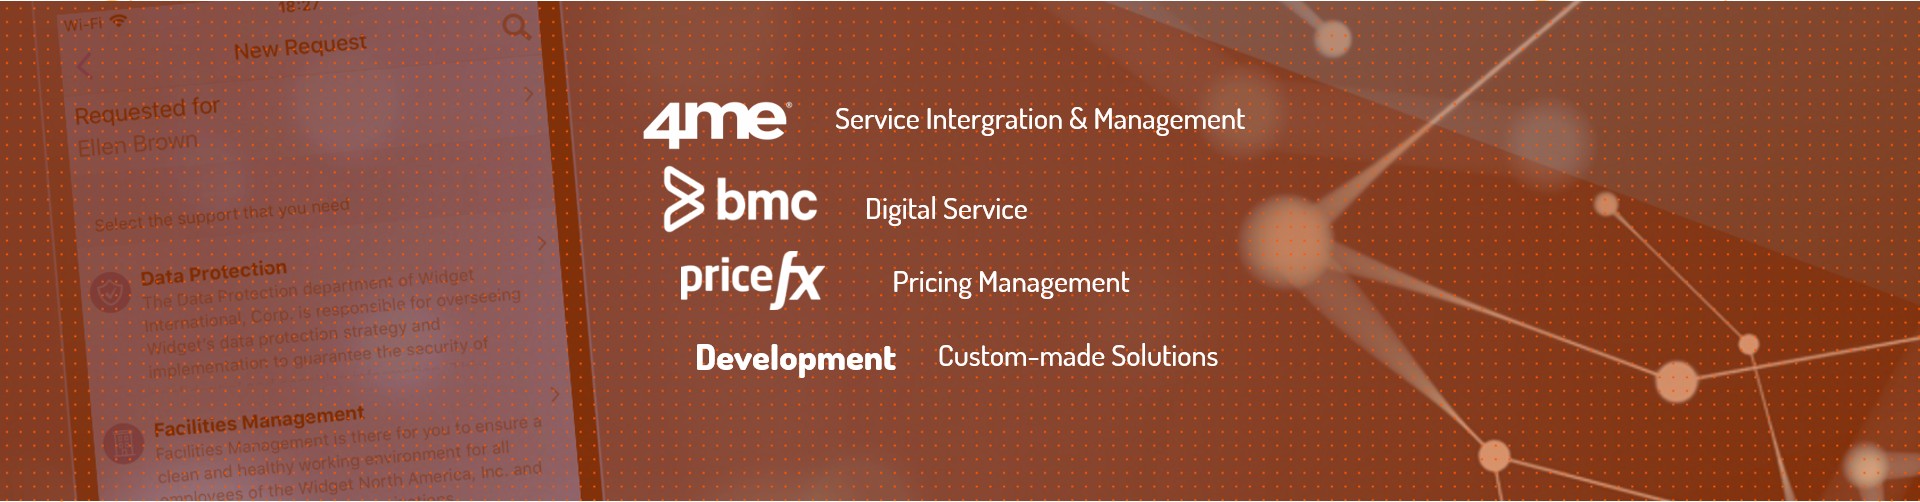 Wi-Fi 18:27
New Request
Requested for
Ellen Brown
Select the support that you need
Data Protection
The Data Protection department of Widget
International, Corp. is responsible for overseeing
Widget's data protection strategy and
implementation to guarantee the security of
Facilities Management
Facilities Management is there for you to ensure a
clean and healthy working environment for all
employees of the Widget North America, Inc. and
4me® Service Intergration & Management
bmc Digital Service
pricefx Pricing Management
Development Custom-made Solutions